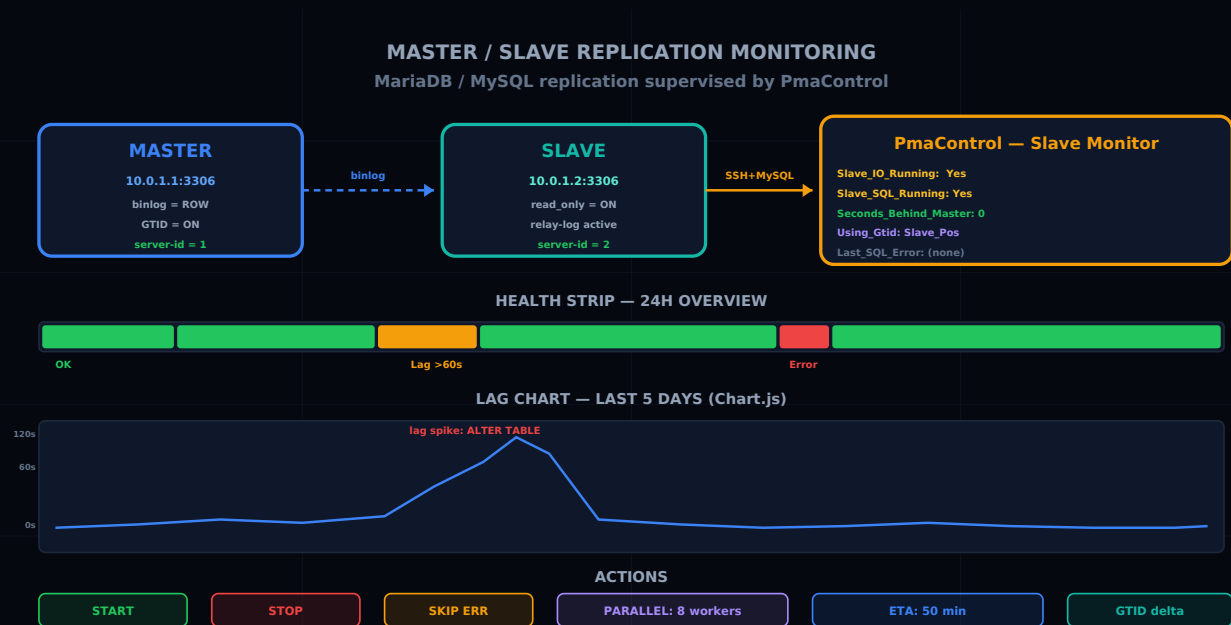 MASTER / SLAVE REPLICATION MONITORING
MariaDB / MySQL replication supervised by PmaControl
MASTER
10.0.1.1:3306
binlog = ROW
GTID = ON
server-id = 1
binlog
SLAVE
10.0.1.2:3306
read_only = ON
relay-log active
server-id = 2
SSH+MySQL
PmaControl — Slave Monitor
Slave_IO_Running:  Yes
Slave_SQL_Running: Yes
Seconds_Behind_Master: 0
Using_Gtid: Slave_Pos
Last_SQL_Error: (none)
HEALTH STRIP — 24H OVERVIEW
OK
Lag >60s
Error
LAG CHART — LAST 5 DAYS (Chart.js)
lag spike: ALTER TABLE
120s
60s
0s
ACTIONS
START
STOP
SKIP ERR
PARALLEL: 8 workers
ETA: 50 min
GTID delta